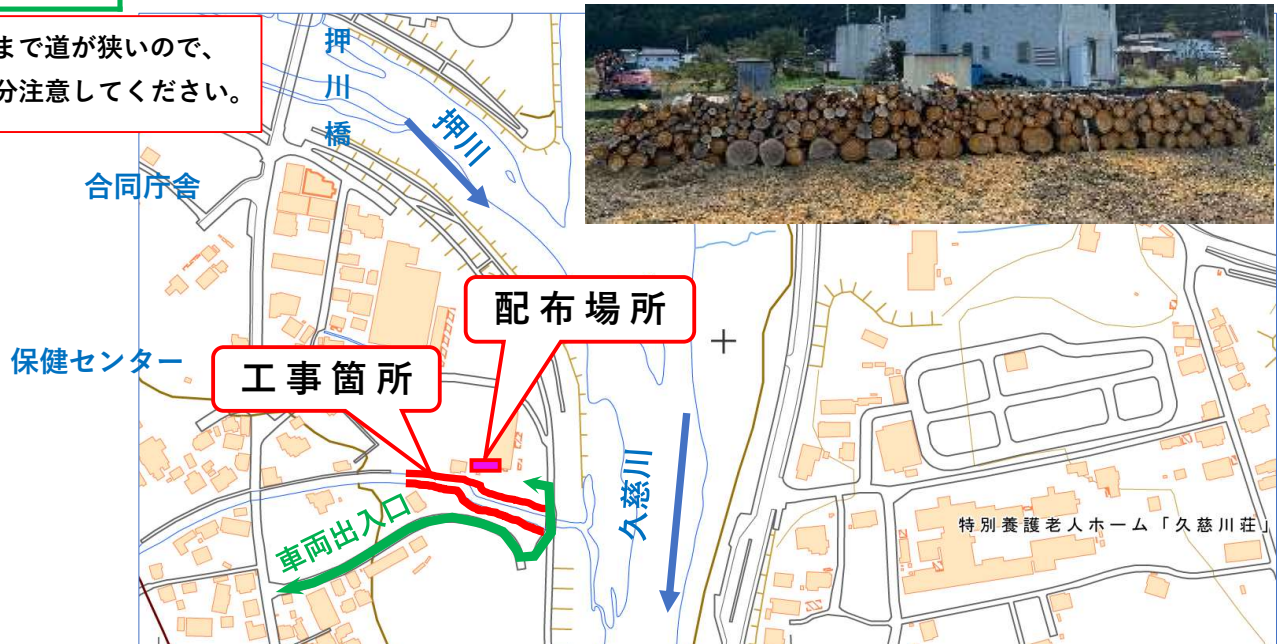 まで道が狭いので、
分注意してください。
押川橋
押川
合同庁舎
配布場所
保健センター
工事箇所
久慈川
車両出入口
特別養護老人ホーム「久慈川荘」